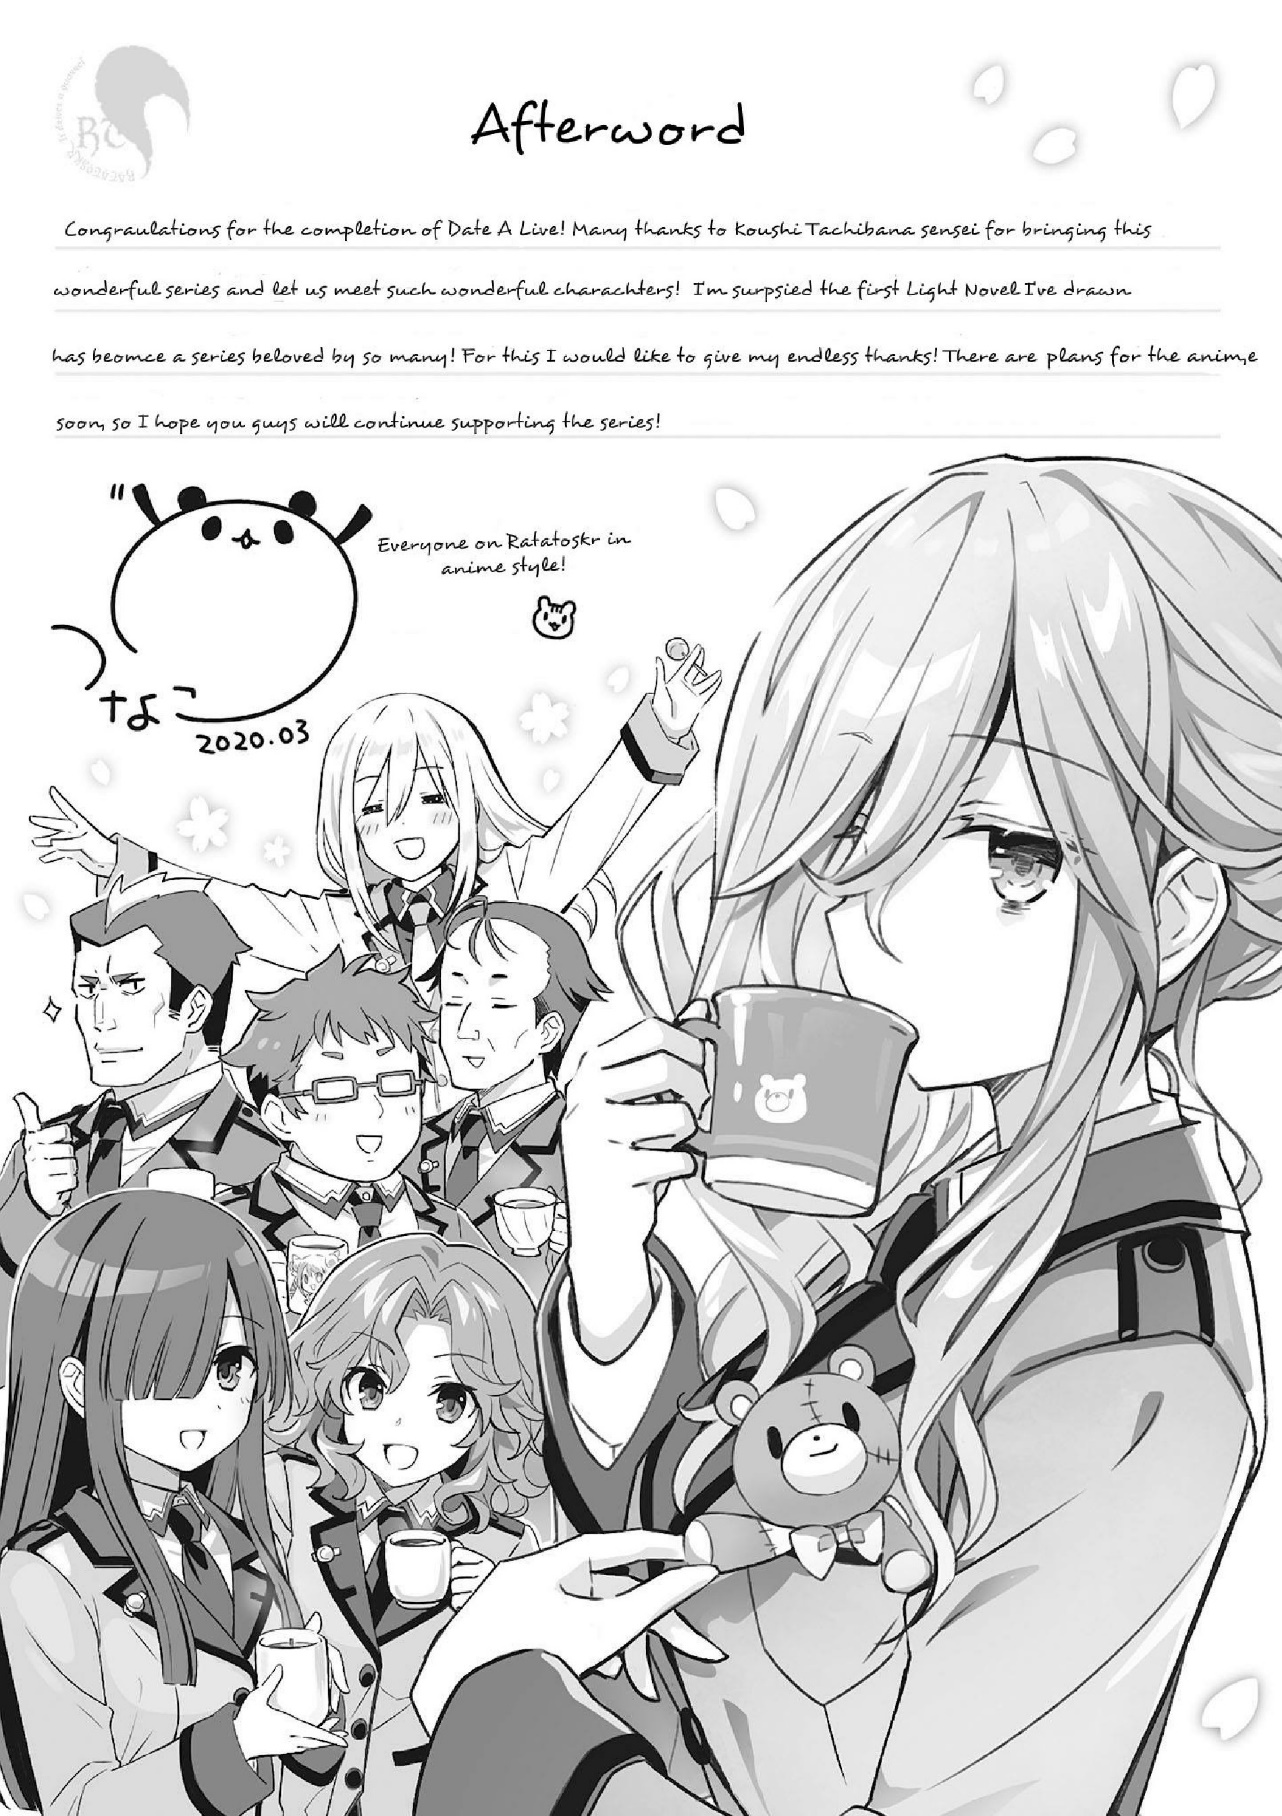 Afterword
Congraulations for the completion of Date A Live! Many thanks to Koushi Tachibana sensei for bringing this
wonderful series and let us meet such wonderful charachters! I'm surpsied the first Light Novel I've drawn
has beomce a series beloved by so many! For this I would like to give my endless thanks! There are plans for the anim,e
soon, so I hope you guys will continue supporting the series!
Everyone on Ratatoskr in
anime style!
つなこ
2020.03